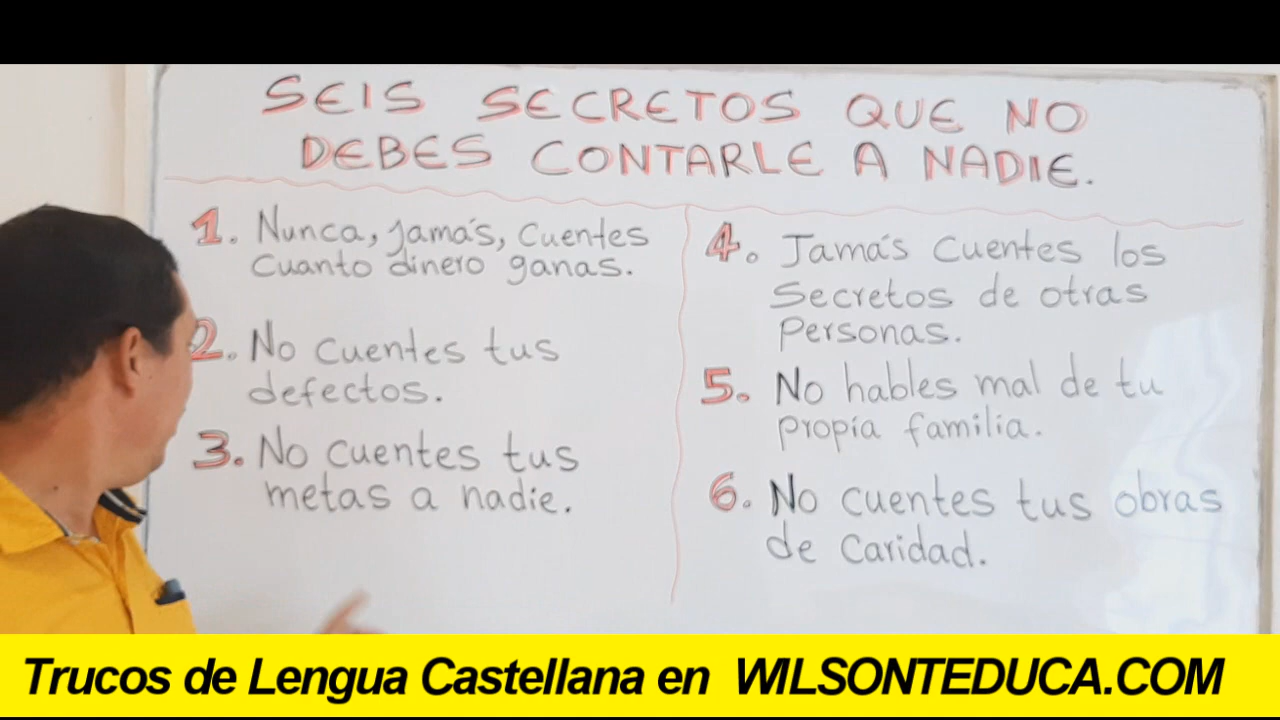 SEIS SECRETOS QUE NO
DEBES CONTARLE A NADIE.
1. Nunca, jamás, cuentes
cuanto dinero ganas.
2. No cuentes tus
defectos.
3. No cuentes tus
metas a nadie.
4. Jamás cuentes los
secretos de otras
personas.
5. No hables mal de tu
propia familia.
6. No cuentes tus obras
de caridad.
Trucos de Lengua Castellana en WILSONTEDUCA.COM